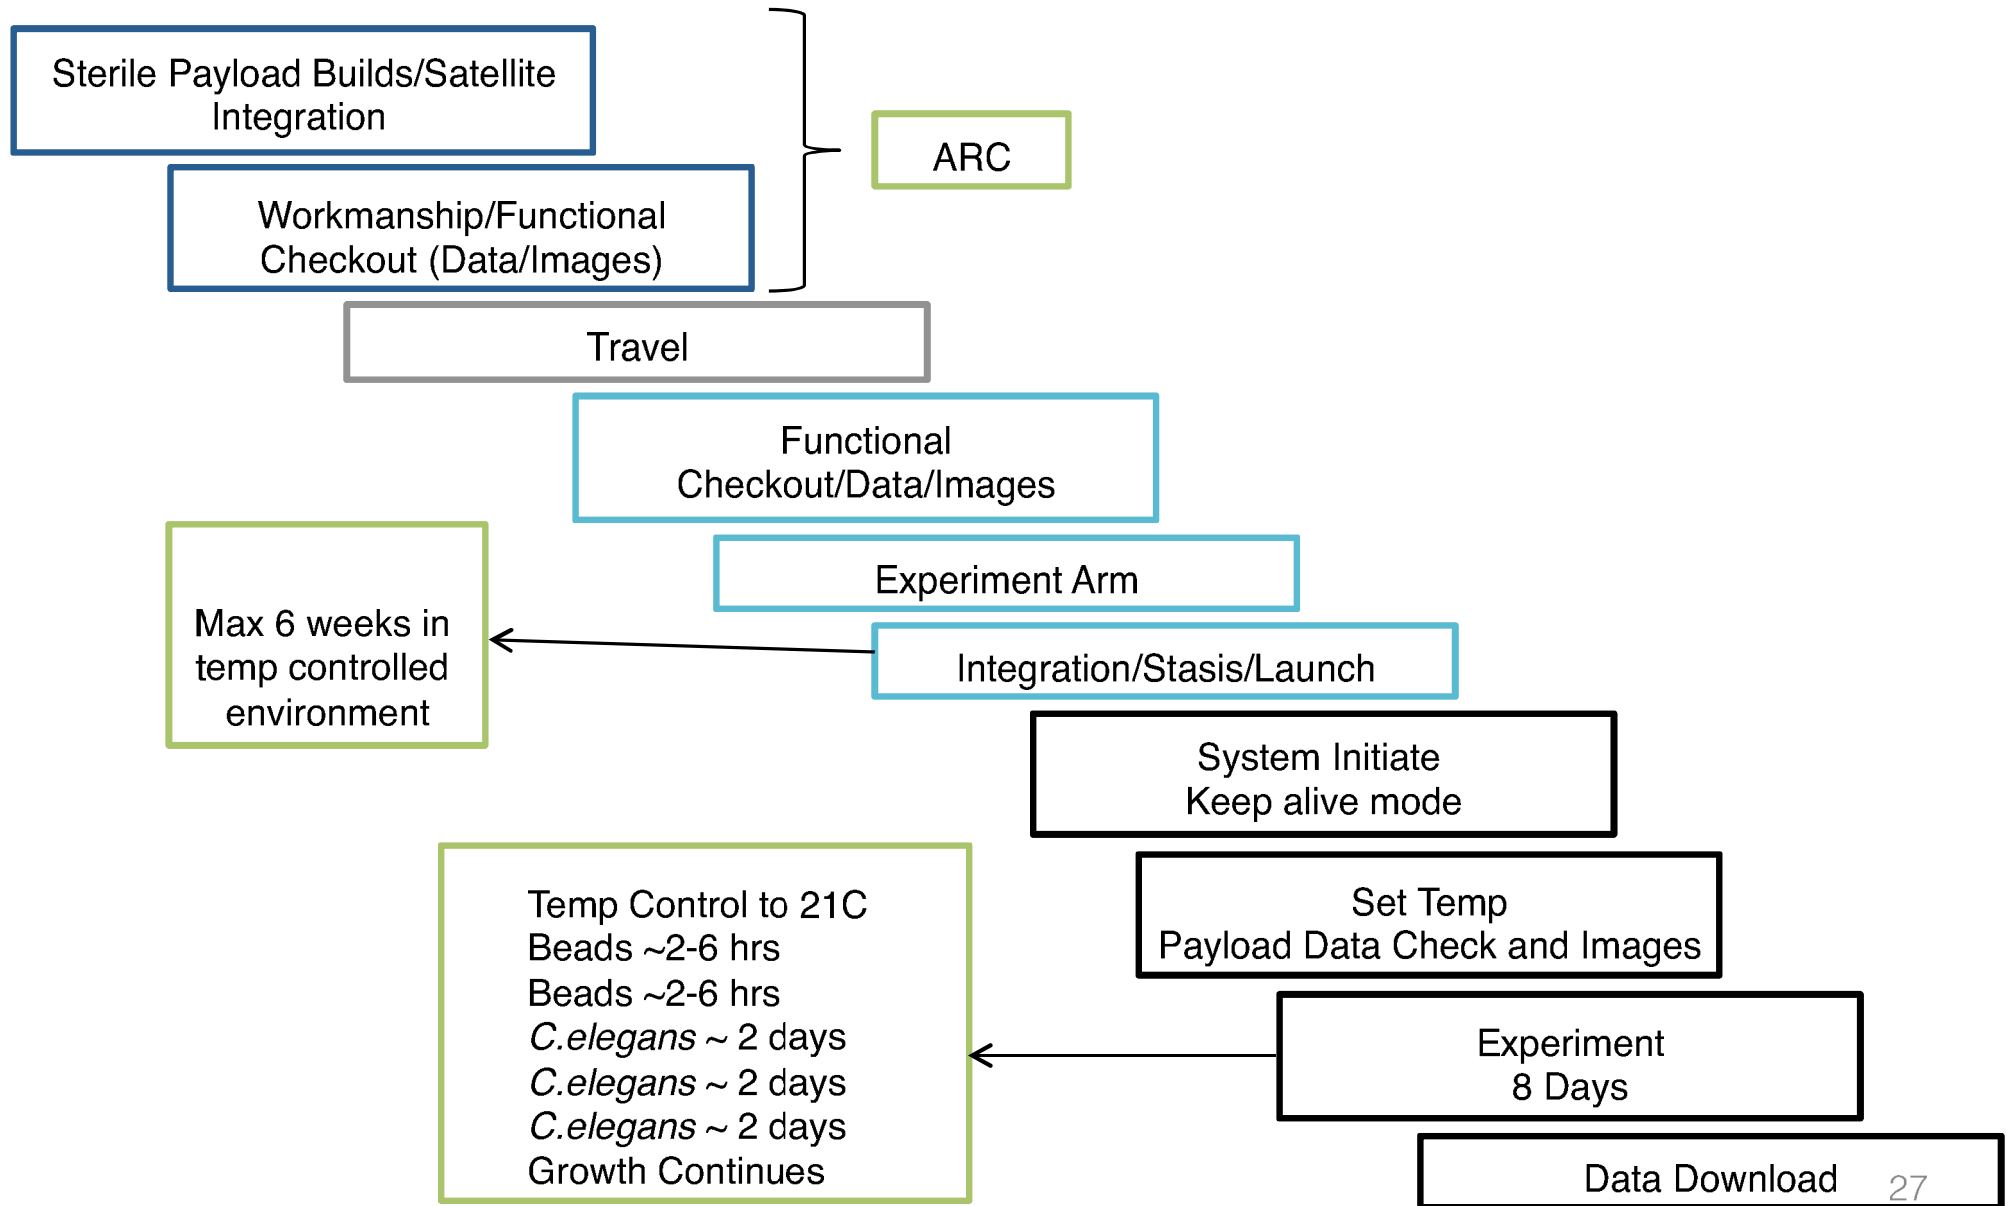 Sterile Payload Builds/Satellite
Integration
ARC
Workmanship/Functional
Checkout (Data/Images)
Travel
Functional
Checkout/Data/Images
Experiment Arm
Max 6 weeks in
temp controlled
environment
Integration/Stasis/Launch
System Initiate
Keep alive mode
Set Temp
Payload Data Check and Images
Temp Control to 21C
Beads ~2-6 hrs
Beads ~2-6 hrs
C.elegans ~ 2 days
C.elegans ~ 2 days
C.elegans ~ 2 days
Growth Continues
Experiment
8 Days
Data Download
27